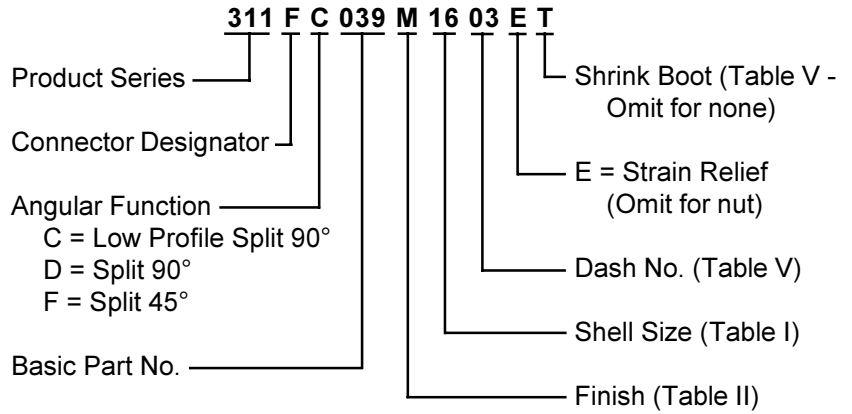 311 F C 039 M 16 03 E T
Product Series
Connector Designator
Angular Function
C = Low Profile Split 90°
D = Split 90°
F = Split 45°
Basic Part No.
Shrink Boot (Table V -
Omit for none)
E = Strain Relief
(Omit for nut)
Dash No. (Table V)
Shell Size (Table I)
Finish (Table II)